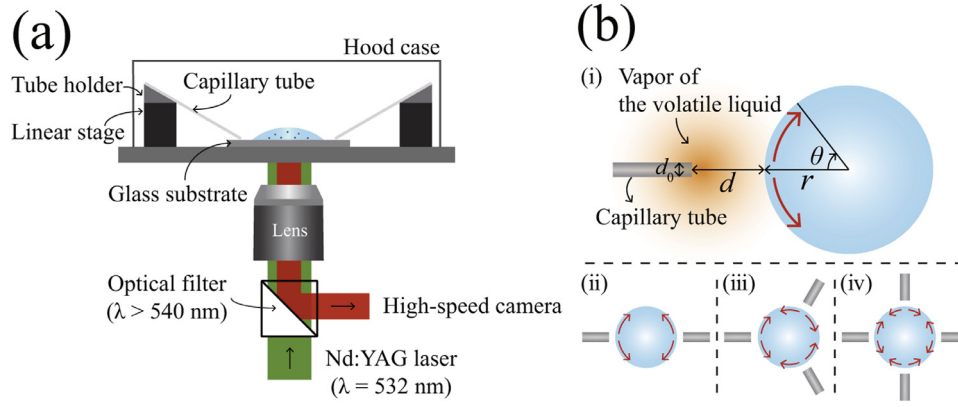 (a)
Hood case
Tube holder
Capillary tube
Linear stage
Glass substrate
Lens
Optical filter
(λ > 540 nm)
High-speed camera
Nd:YAG laser
(λ = 532 nm)
(b)
(i)
Vapor of
the volatile liquid
d₀
d
r
θ
Capillary tube
(ii)
(iii)
(iv)